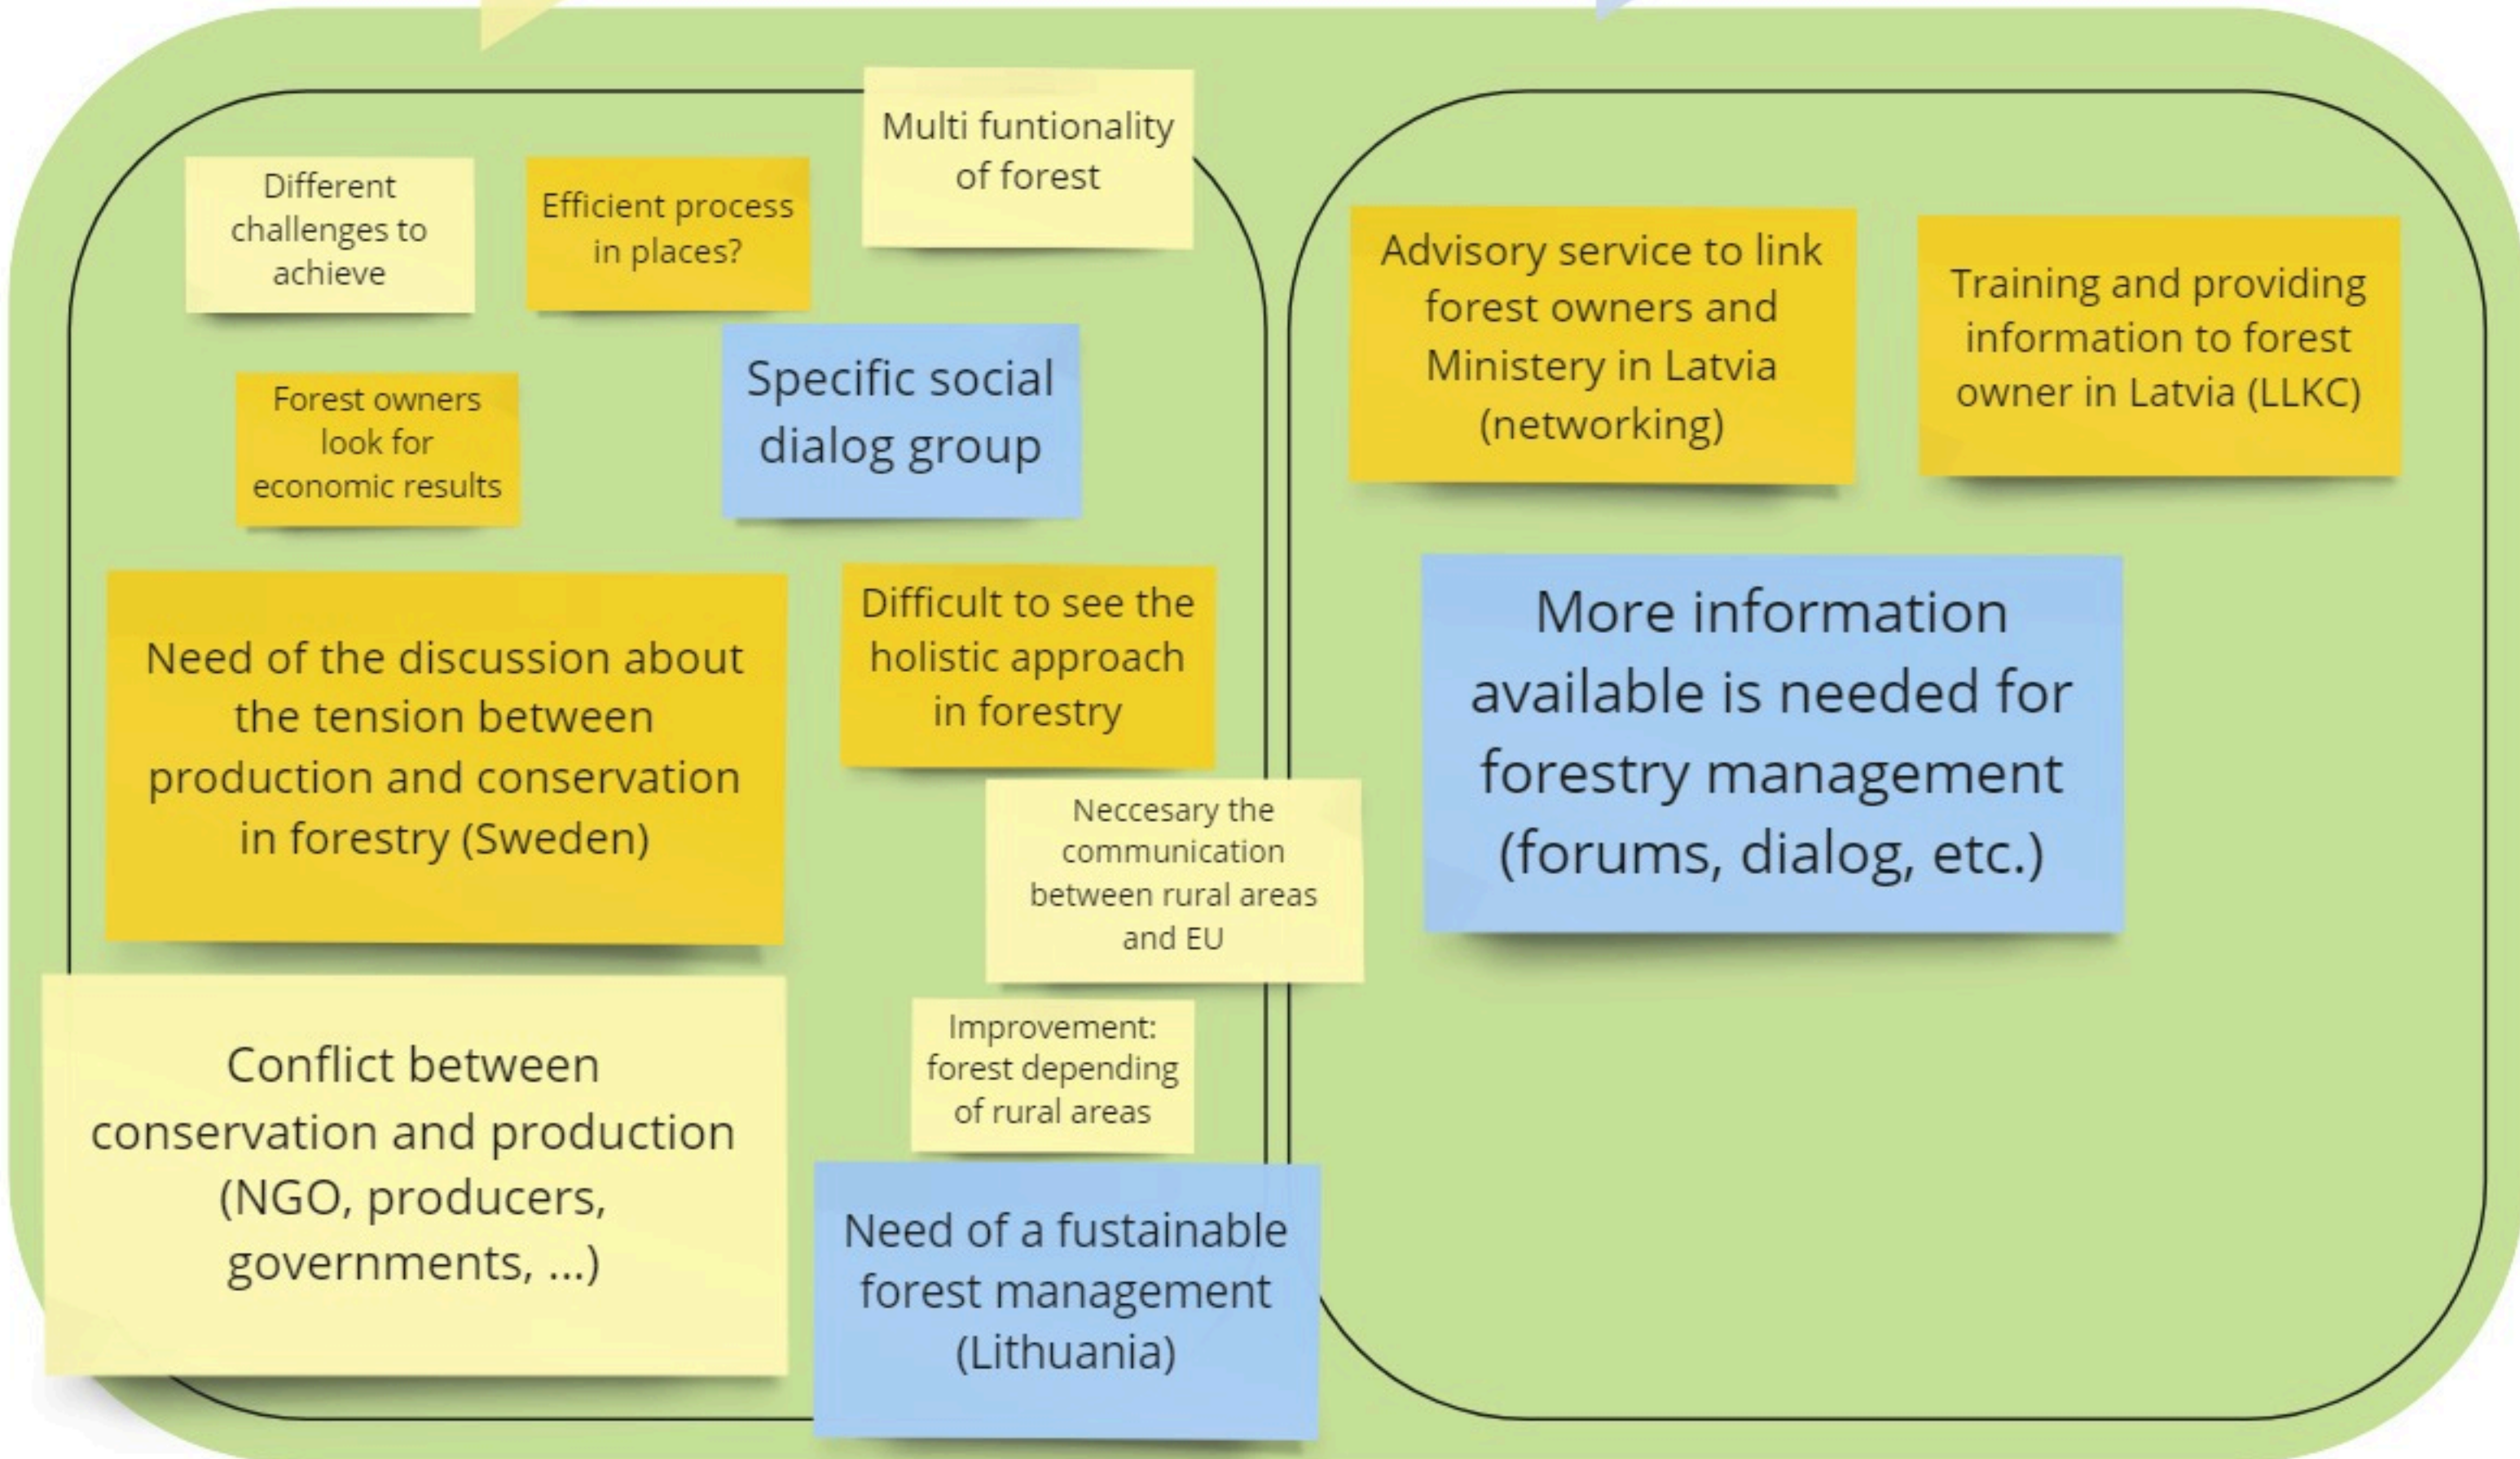 Different
challenges to
achieve
Efficient process
in places?
Multi funtionality
of forest
Forest owners
look for
economic results
Specific social
dialog group
Need of the discussion about
the tension between
production and conservation
in forestry (Sweden)
Difficult to see the
holistic approach
in forestry
Neccesary the
communication
between rural areas
and EU
Conflict between
conservation and production
(NGO, producers,
governments, ...)
Improvement:
forest depending
of rural areas
Need of a fustainable
forest management
(Lithuania)
Advisory service to link
forest owners and
Ministery in Latvia
(networking)
Training and providing
information to forest
owner in Latvia (LLKC)
More information
available is needed for
forestry management
(forums, dialog, etc.)